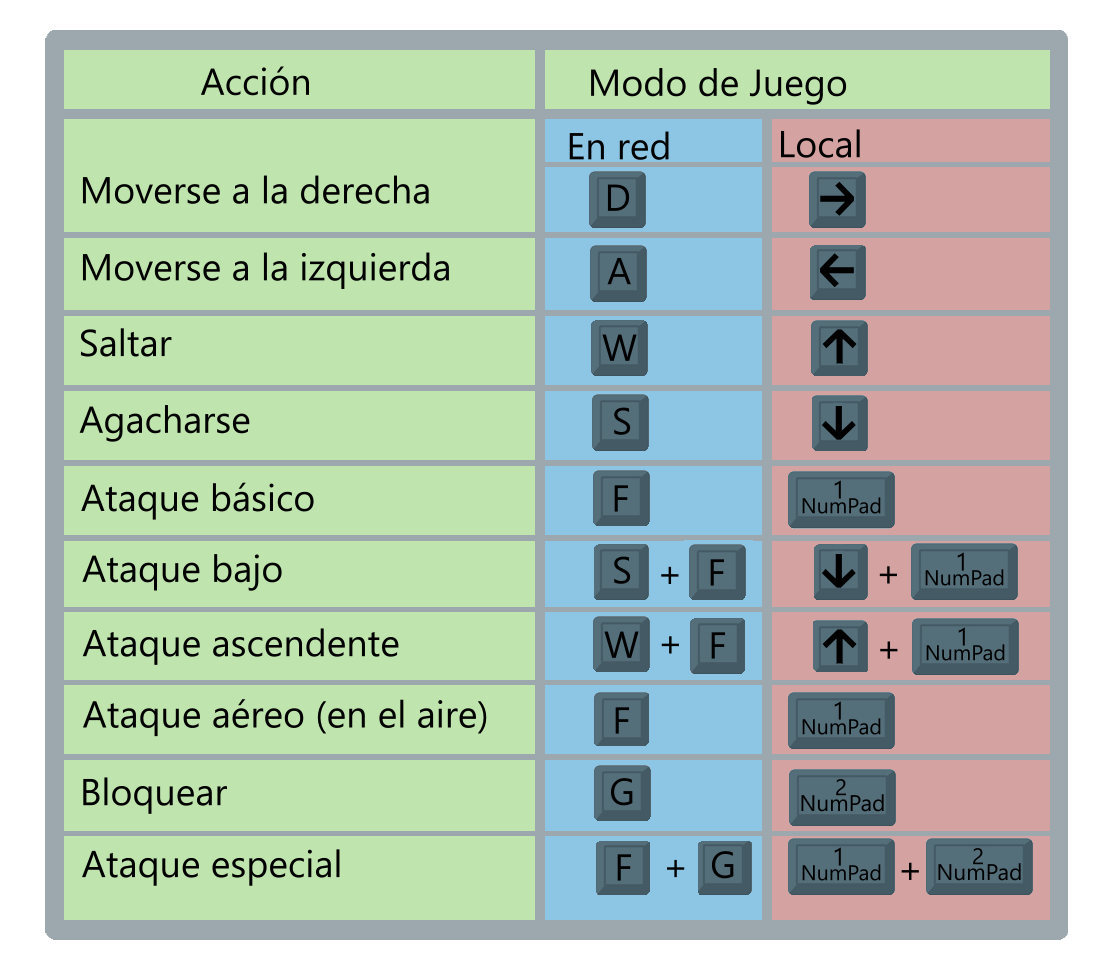 Acción Modo de Juego
En red Local
Moverse a la derecha D →
Moverse a la izquierda A ←
Saltar W ↑
Agacharse S ↓
Ataque básico F 1 NumPad
Ataque bajo S + F ↓ + 1 NumPad
Ataque ascendente W + F ↑ + 1 NumPad
Ataque aéreo (en el aire) F 1 NumPad
Bloquear G 2 NumPad
Ataque especial F + G 1 NumPad + 2 NumPad